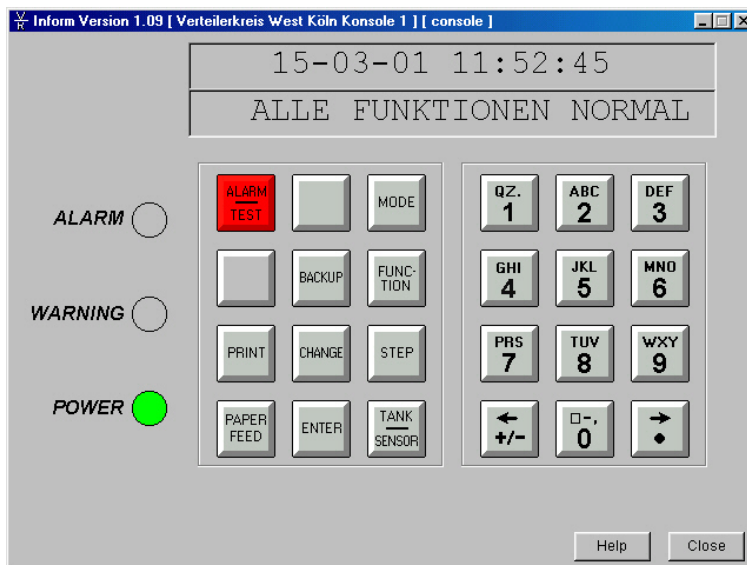 Inform Version 1.09 [ Verteilerkreis West Köln Konsole 1 ] [ console ]
15-03-01 11:52:45
ALLE FUNKTIONEN NORMAL
ALARM
WARNING
POWER
ALARM
TEST
MODE
BACKUP
FUNC-
TION
PRINT
CHANGE
STEP
PAPER
FEED
ENTER
TANK
SENSOR
QZ.
1
ABC
2
DEF
3
GHI
4
JKL
5
MNO
6
PRS
7
TUV
8
WXY
9
←
+/-
□-,
0
→
•
Help
Close